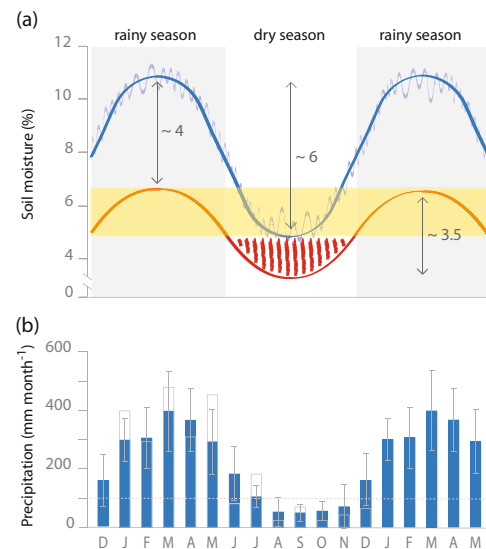 (a)
rainy season dry season rainy season
Soil moisture (%)
12
10
8
6
4
0
~ 4
~ 6
~ 3.5
(b)
Precipitation (mm month-1)
600
400
200
0
D J F M A M J J A S O N D J F M A M